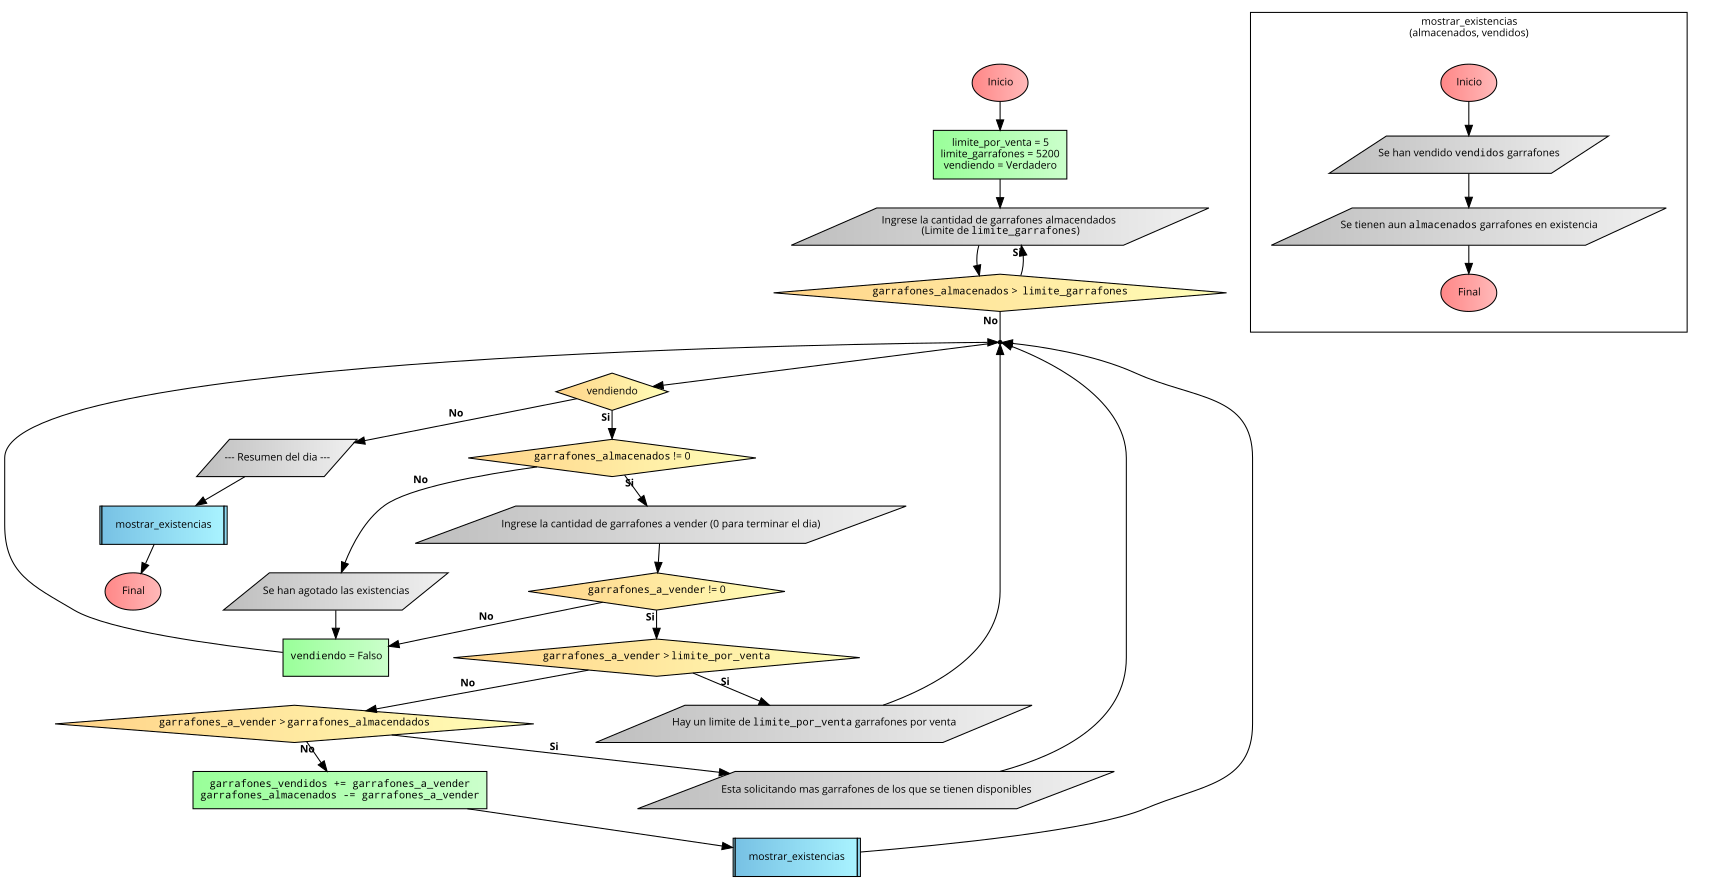 mostrar_existencias
(almacenados, vendidos)
Inicio
Se han vendido vendidos garrafones
Se tienen aun almacenados garrafones en existencia
Final
Inicio
limite_por_venta = 5
limite_garrafones = 5200
vendiendo = Verdadero
Ingrese la cantidad de garrafones almacendados
(Limite de limite_garrafones)
Si
garrafones_almacenados > limite_garrafones
No
vendiendo
No
Si
--- Resumen del dia ---
garrafones_almacenados != 0
No
Si
mostrar_existencias
Ingrese la cantidad de garrafones a vender (0 para terminar el dia)
Final
Se han agotado las existencias
garrafones_a_vender != 0
No
Si
vendiendo = Falso
garrafones_a_vender > limite_por_venta
No
Si
garrafones_a_vender > garrafones_almacendados
Hay un limite de limite_por_venta garrafones por venta
No
Si
garrafones_vendidos += garrafones_a_vender
garrafones_almacenados -= garrafones_a_vender
Esta solicitando mas garrafones de los que se tienen disponibles
mostrar_existencias